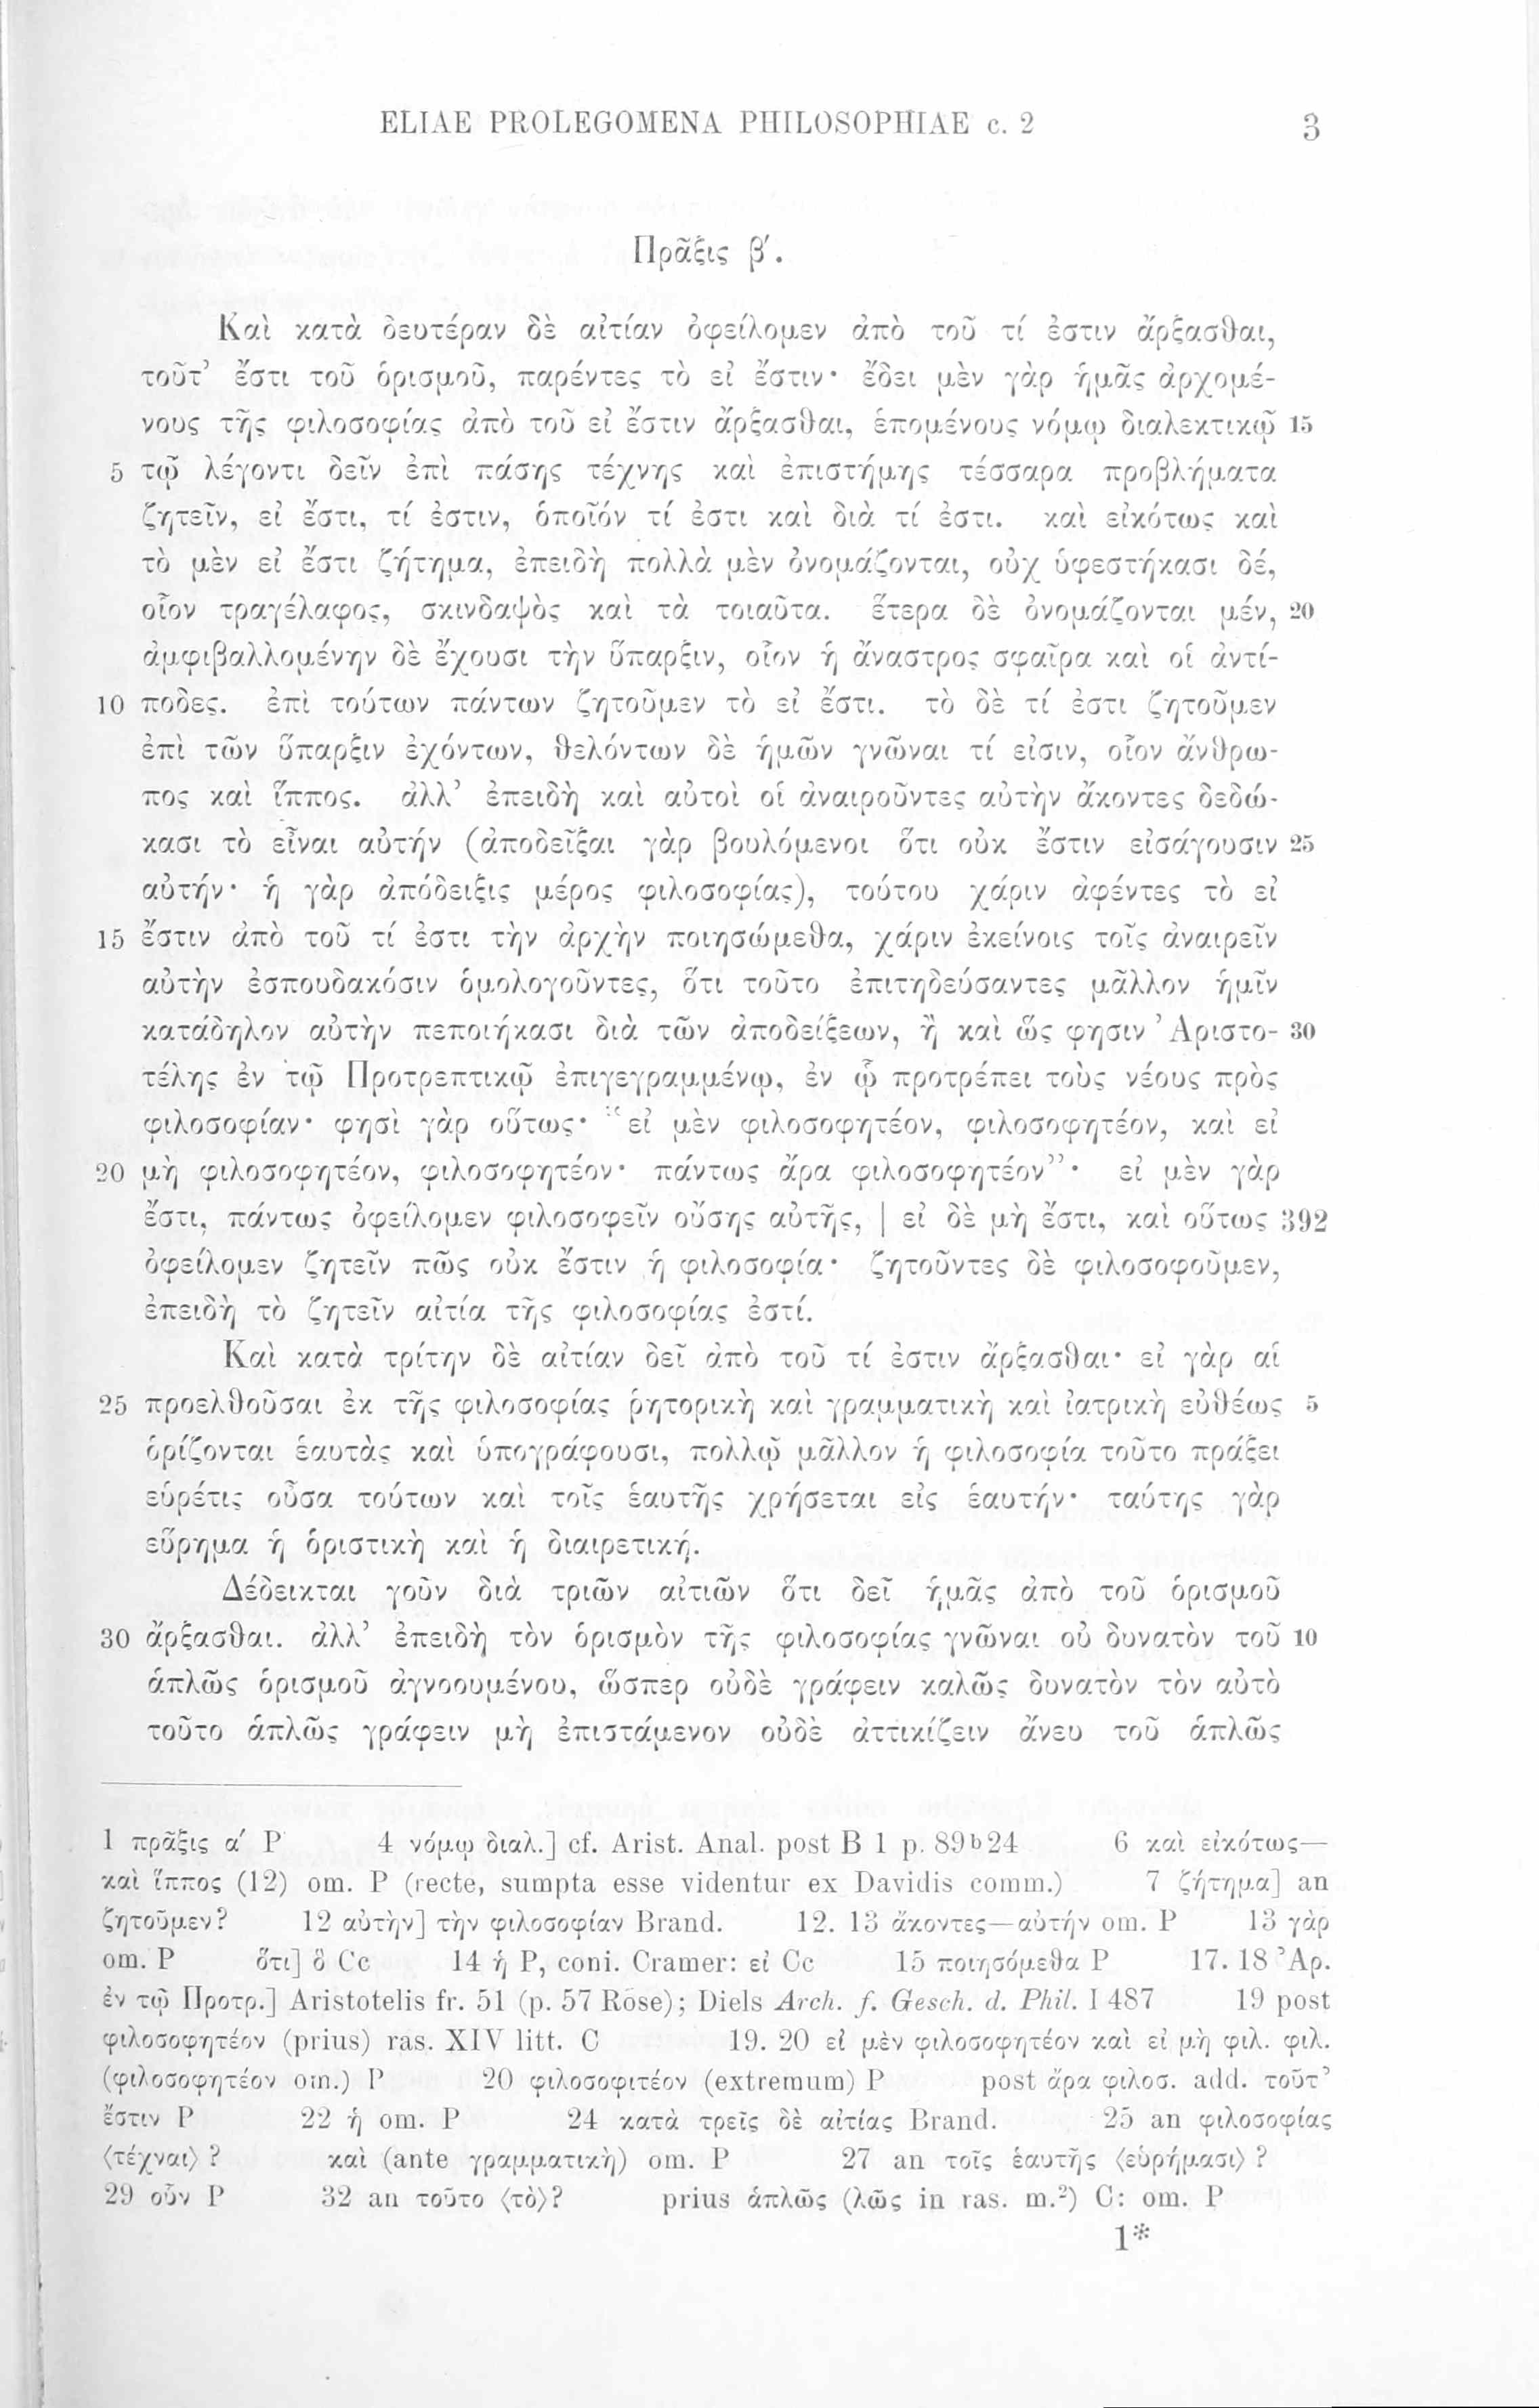 ELIAE PROLEGOMENA PHILOSOPHIAE c. 2 3
Πρᾶξις β΄.
Καὶ κατὰ δευτέραν δὲ αἰτίαν ὀφείλομεν ἀπὸ τοῦ τί ἐστιν ἄρξασθαι,
τοῦτ’ ἔστι τοῦ ὁρισμοῦ, παρέντες τὸ εἰ ἔστιν· ἔδει μὲν γὰρ ἡμᾶς ἀρχομέ-
νους τῆς φιλοσοφίας ἀπὸ τοῦ εἰ ἔστιν ἄρξασθαι, ἑπομένους νόμῳ διαλεκτικῷ 15
5 τῷ λέγοντι δεῖν ἐπὶ πάσης τέχνης καὶ ἐπιστήμης τέσσαρα προβλήματα
ζητεῖν, εἰ ἔστι, τί ἐστιν, ὁποῖόν τί ἐστι καὶ διὰ τί ἐστι. καὶ εἰκότως καὶ
τὸ μὲν εἰ ἔστι ζήτημα, ἐπειδὴ πολλὰ μὲν ὀνομάζονται, οὐχ ὑφεστήκασι δέ,
οἷον τραγέλαφος, σκινδαψὸς καὶ τὰ τοιαῦτα. ἕτερα δὲ ὀνομάζονται μέν, 20
ἀμφιβαλλομένην δὲ ἔχουσι τὴν ὕπαρξιν, οἷον ἡ ἄναστρος σφαῖρα καὶ οἱ ἀντί-
10 ποδες. ἐπὶ τούτων πάντων ζητοῦμεν τὸ εἰ ἔστι. τὸ δὲ τί ἐστι ζητοῦμεν
ἐπὶ τῶν ὕπαρξιν ἐχόντων, θελόντων δὲ ἡμῶν γνῶναι τί εἰσιν, οἷον ἄνθρω-
πος καὶ ἵππος. ἀλλ’ ἐπειδὴ καὶ αὐτοὶ οἱ ἀναιροῦντες αὐτὴν ἄκοντες δεδώ-
κασι τὸ εἶναι αὐτήν (ἀποδεῖξαι γὰρ βουλόμενοι ὅτι οὐκ ἔστιν εἰσάγουσιν 25
αὐτήν· ἡ γὰρ ἀπόδειξις μέρος φιλοσοφίας), τούτου χάριν ἀφέντες τὸ εἰ
15 ἔστιν ἀπὸ τοῦ τί ἐστι τὴν ἀρχὴν ποιησώμεθα, χάριν ἐκείνοις τοῖς ἀναιρεῖν
αὐτὴν ἐσπουδακόσιν ὁμολογοῦντες, ὅτι τοῦτο ἐπιτηδεύσαντες μᾶλλον ἡμῖν
κατάδηλον αὐτὴν πεποιήκασι διὰ τῶν ἀποδείξεων, ἢ καὶ ὥς φησιν Ἀριστο- 30
τέλης ἐν τῷ Προτρεπτικῷ ἐπιγεγραμμένῳ, ἐν ᾧ προτρέπει τοὺς νέους πρὸς
φιλοσοφίαν· φησὶ γὰρ οὕτως· “εἰ μὲν φιλοσοφητέον, φιλοσοφητέον, καὶ εἰ
20 μὴ φιλοσοφητέον, φιλοσοφητέον· πάντως ἄρα φιλοσοφητέον”· εἰ μὲν γὰρ
ἔστι, πάντως ὀφείλομεν φιλοσοφεῖν οὔσης αὐτῆς, | εἰ δὲ μὴ ἔστι, καὶ οὕτως 392
ὀφείλομεν ζητεῖν πῶς οὐκ ἔστιν ἡ φιλοσοφία· ζητοῦντες δὲ φιλοσοφοῦμεν,
ἐπειδὴ τὸ ζητεῖν αἰτία τῆς φιλοσοφίας ἐστί.
Καὶ κατὰ τρίτην δὲ αἰτίαν δεῖ ἀπὸ τοῦ τί ἐστιν ἄρξασθαι· εἰ γὰρ αἱ
25 προελθοῦσαι ἐκ τῆς φιλοσοφίας ῥητορικὴ καὶ γραμματικὴ καὶ ἰατρικὴ εὐθέως 5
ὁρίζονται ἑαυτὰς καὶ ὑπογράφουσι, πολλῷ μᾶλλον ἡ φιλοσοφία τοῦτο πράξει
εὑρέτις οὖσα τούτων καὶ τοῖς ἑαυτῆς χρήσεται εἰς ἑαυτήν· ταύτης γὰρ
εὕρημα ἡ ὁριστικὴ καὶ ἡ διαιρετική.
Δέδεικται γοῦν διὰ τριῶν αἰτιῶν ὅτι δεῖ ἡμᾶς ἀπὸ τοῦ ὁρισμοῦ
30 ἄρξασθαι. ἀλλ’ ἐπειδὴ τὸν ὁρισμὸν τῆς φιλοσοφίας γνῶναι οὐ δυνατὸν τοῦ 10
ἁπλῶς ὁρισμοῦ ἀγνοουμένου, ὥσπερ οὐδὲ γράφειν καλῶς δυνατὸν τὸν αὐτὸ
τοῦτο ἁπλῶς γράφειν μὴ ἐπιστάμενον οὐδὲ ἀττικίζειν ἄνευ τοῦ ἁπλῶς
1 πρᾶξις α΄ P 4 νόμῳ διαλ.] cf. Arist. Anal. post B 1 p. 89b24 6 καὶ εἰκότως—
καὶ ἵππος (12) om. P (recte, sumpta esse videntur ex Davidis comm.) 7 ζήτημα] an
ζητοῦμεν? 12 αὐτὴν] τὴν φιλοσοφίαν Brand. 12. 13 ἄκοντες—αὐτήν om. P 13 γὰρ
om. P ὅτι] ὃ Cc 14 ἡ P, coni. Cramer: εἰ Cc 15 ποιησόμεθα P 17. 18 Ἀρ.
ἐν τῷ Προτρ.] Aristotelis fr. 51 (p. 57 Rose); Diels Arch. f. Gesch. d. Phil. I 487 19 post
φιλοσοφητέον (prius) ras. XIV litt. C 19. 20 εἰ μὲν φιλοσοφητέον καὶ εἰ μὴ φιλ. φιλ.
(φιλοσοφητέον om.) P 20 φιλοσοφιτέον (extremum) P post ἄρα φιλοσ. add. τοῦτ’
ἔστιν P 22 ἡ om. P 24 κατὰ τρεῖς δὲ αἰτίας Brand. 25 an φιλοσοφίας
⟨τέχναι⟩? καὶ (ante γραμματικὴ) om. P 27 an τοῖς ἑαυτῆς ⟨εὑρήμασι⟩?
29 οὖν P 32 an τοῦτο ⟨τὸ⟩? prius ἁπλῶς (λῶς in ras. m.²) C: om. P
1*